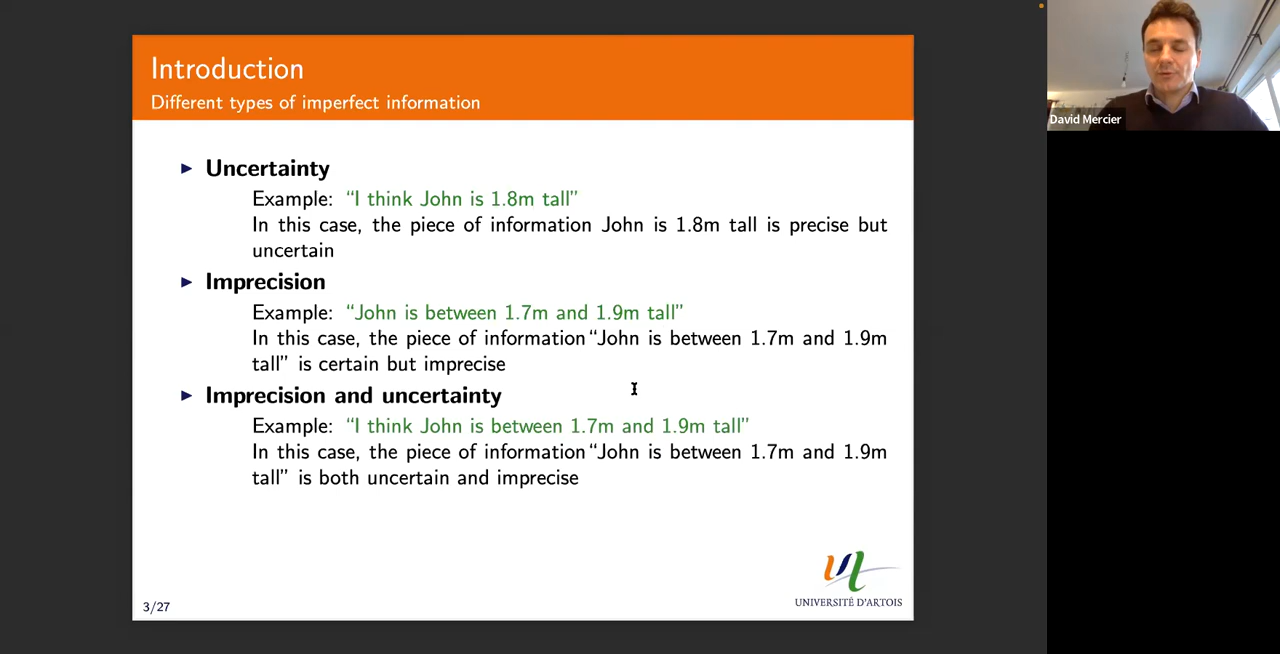 Introduction
Different types of imperfect information
Uncertainty
Example: “I think John is 1.8m tall”
In this case, the piece of information John is 1.8m tall is precise but
uncertain
Imprecision
Example: “John is between 1.7m and 1.9m tall”
In this case, the piece of information “John is between 1.7m and 1.9m
tall” is certain but imprecise
Imprecision and uncertainty
Example: “I think John is between 1.7m and 1.9m tall”
In this case, the piece of information “John is between 1.7m and 1.9m
tall” is both uncertain and imprecise
UNIVERSITÉ D'ARTOIS
3/27
David Mercier